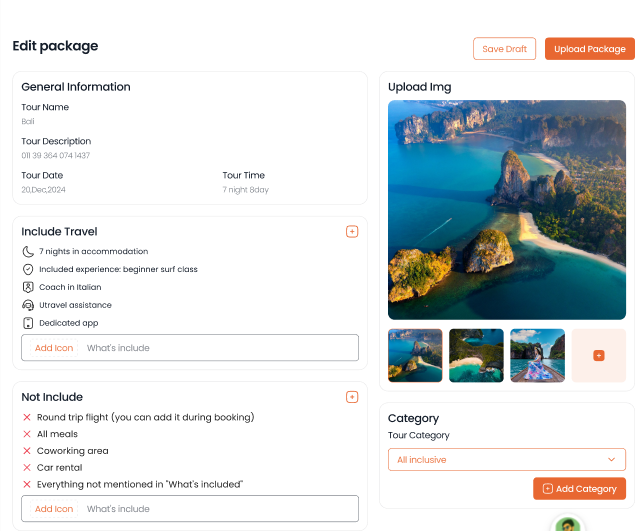 Edit package
Save Draft
Upload Package
General Information
Tour Name
Bali
Tour Description
011 39 364 074 1437
Tour Date
Tour Time
20,Dec,2024
7 night 8day
Include Travel
7 nights in accommodation
Included experience: beginner surf class
Coach in Italian
Utravel assistance
Dedicated app
Add Icon
What's include
Not Include
Round trip flight (you can add it during booking)
All meals
Coworking area
Car rental
Everything not mentioned in "What's included"
Add Icon
What's include
Upload Img
Category
Tour Category
All inclusive
Add Category